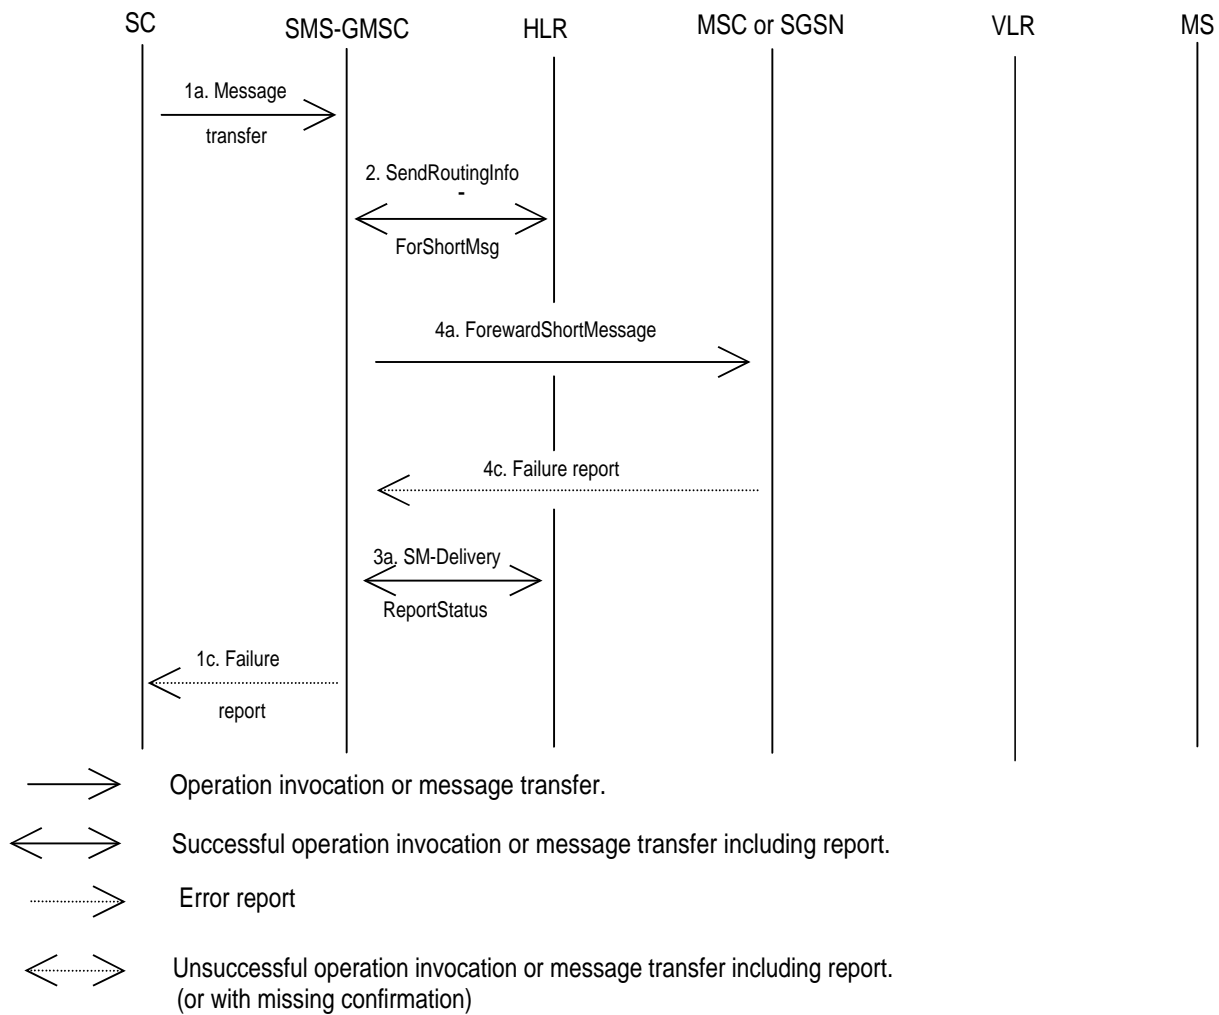 SC
SMS-GMSC
HLR
MSC or SGSN
VLR
MS
1a. Message
transfer
2. SendRoutingInfo
-
ForShortMsg
4a. ForewardShortMessage
4c. Failure report
3a. SM-Delivery
ReportStatus
1c. Failure
report
Operation invocation or message transfer.
Successful operation invocation or message transfer including report.
Error report
Unsuccessful operation invocation or message transfer including report.
(or with missing confirmation)